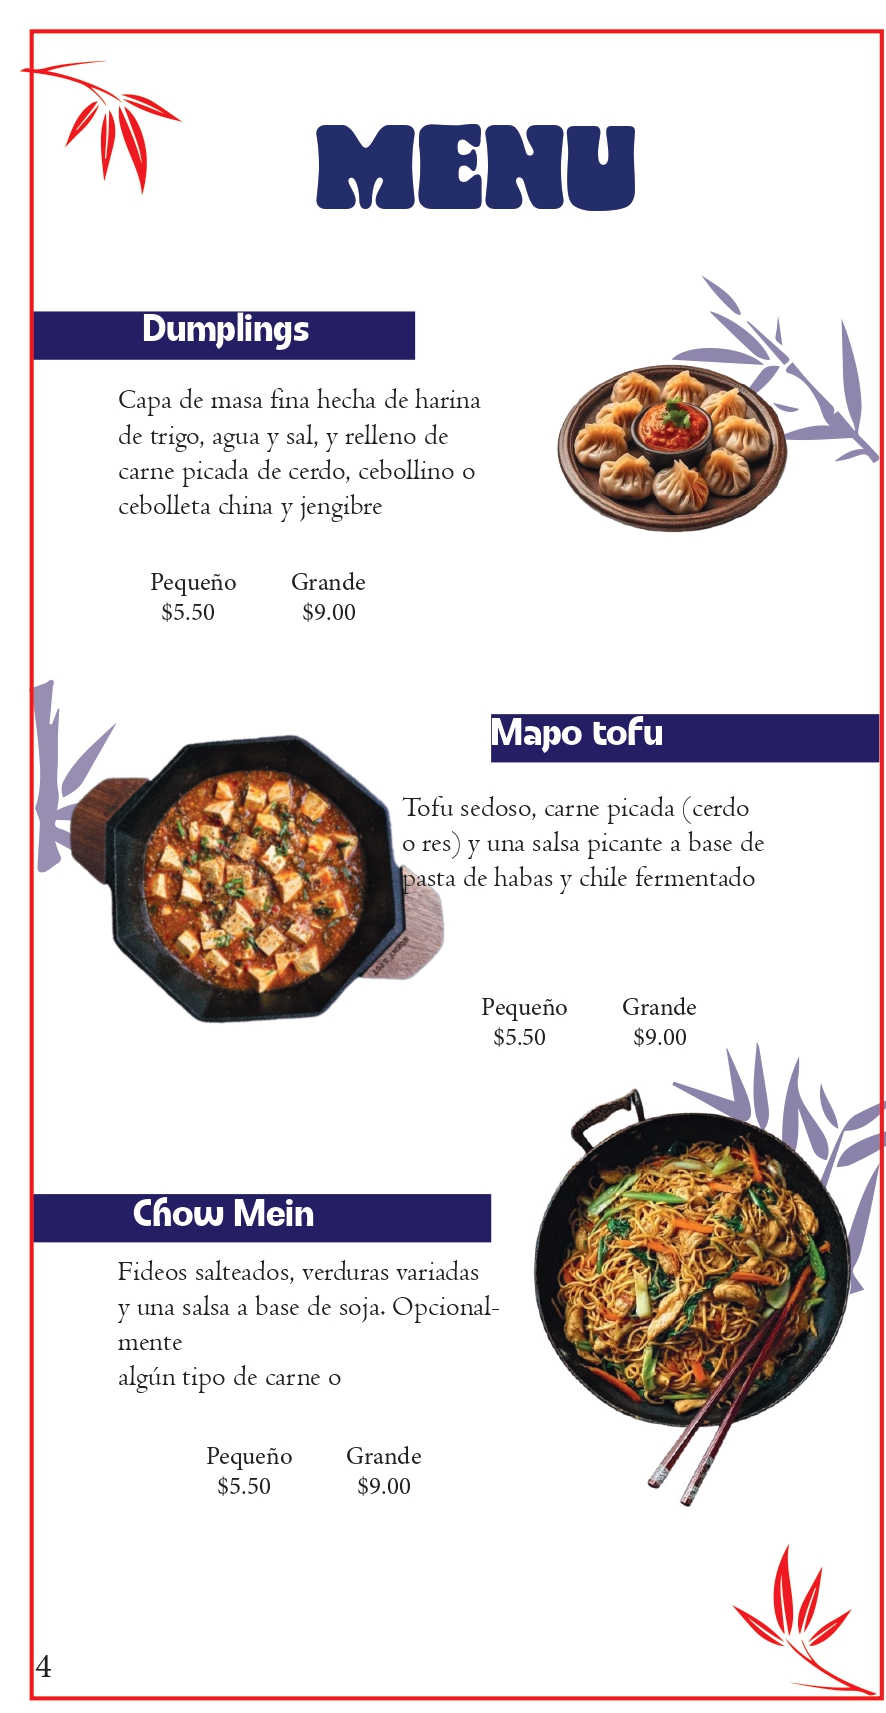 MENU
Dumplings
Capa de masa fina hecha de harina
de trigo, agua y sal, y relleno de
carne picada de cerdo, cebollino o
cebolleta china y jengibre
Pequeño Grande
$5.50 $9.00
Mapo tofu
Tofu sedoso, carne picada (cerdo
o res) y una salsa picante a base de
pasta de habas y chile fermentado
Pequeño Grande
$5.50 $9.00
Chow Mein
Fideos salteados, verduras variadas
y una salsa a base de soja. Opcional-
mente
algún tipo de carne o
Pequeño Grande
$5.50 $9.00
4